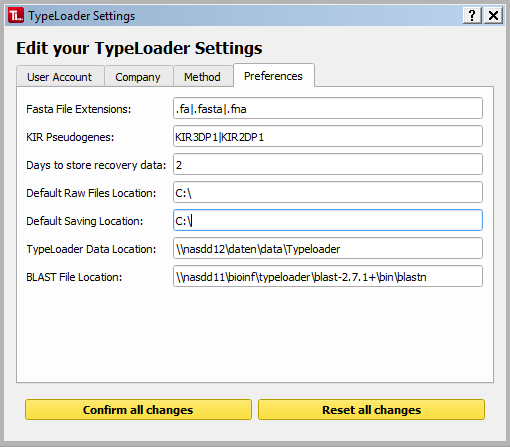 TL...
TypeLoader Settings
?
Edit your TypeLoader Settings
User Account Company Method Preferences
Fasta File Extensions: .fa|.fasta|.fna
KIR Pseudogenes: KIR3DP1|KIR2DP1
Days to store recovery data: 2
Default Raw Files Location: C:\
Default Saving Location: C:\
TypeLoader Data Location: \\nasdd12\daten\data\Typeloader
BLAST File Location: \\nasdd11\bioinf\typeloader\blast-2.7.1+\bin\blastn
Confirm all changes Reset all changes